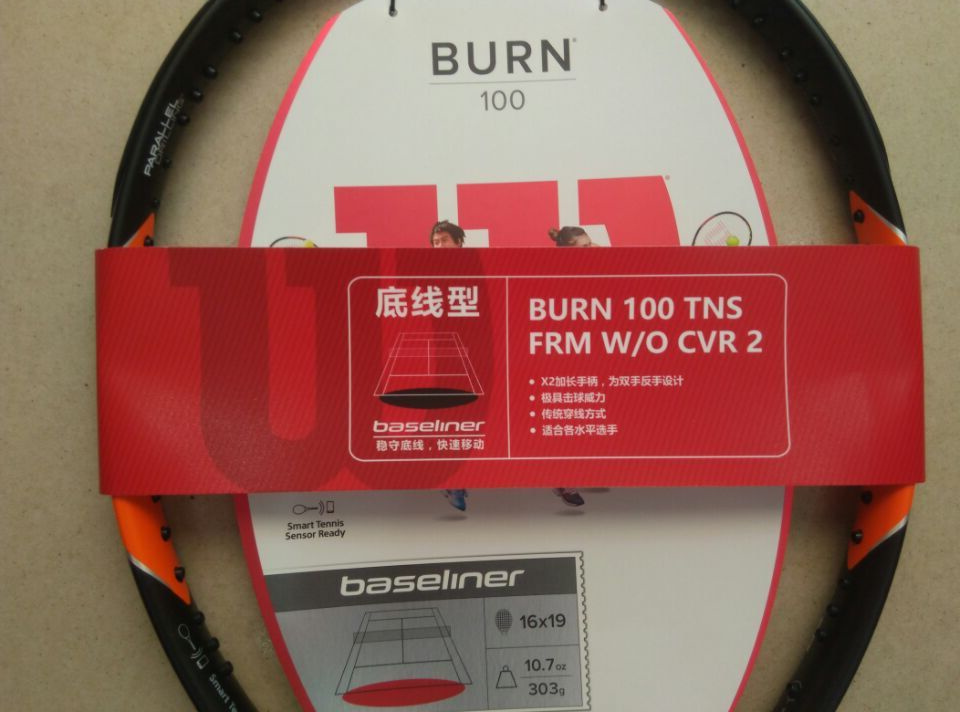 BURN®
100
PARALLEL
底线型
baseliner
稳守底线，快速移动
BURN 100 TNS
FRM W/O CVR 2
• X2加长手柄，为双手反手设计
• 极具击球威力
• 传统穿线方式
• 适合各水平选手
Smart Tennis
Sensor Ready
baseliner
16x19
10.7oz
303g
Smart Te